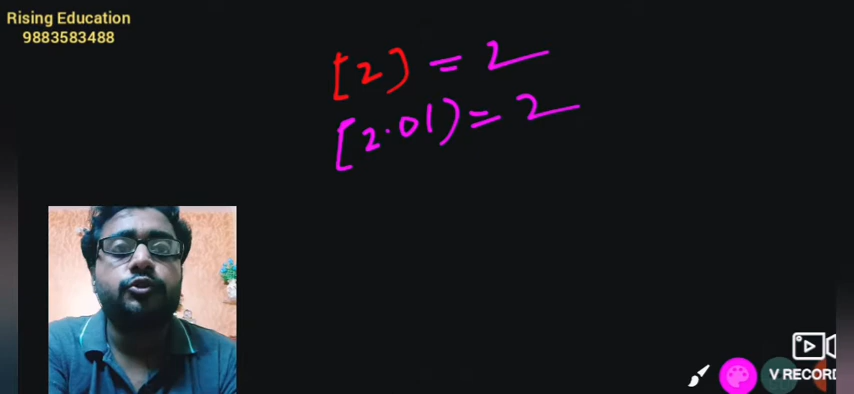 Rising Education
9883583488
[2] = 2
[2.01) = 2
V RECORD